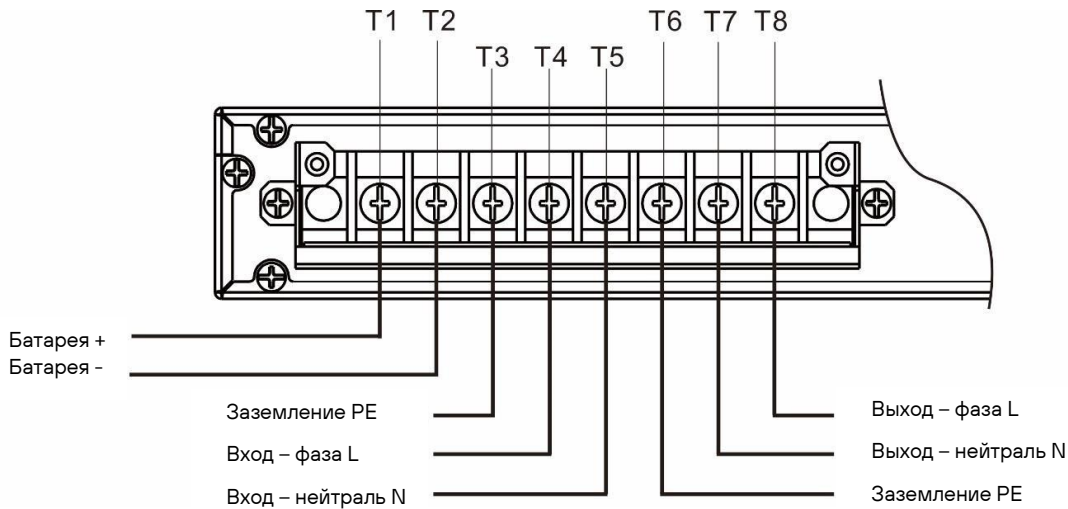 T1 T2 T6 T7 T8
T3 T4 T5
Батарея +
Батарея -
Заземление PE
Вход – фаза L
Вход – нейтраль N
Выход – фаза L
Выход – нейтраль N
Заземление PE